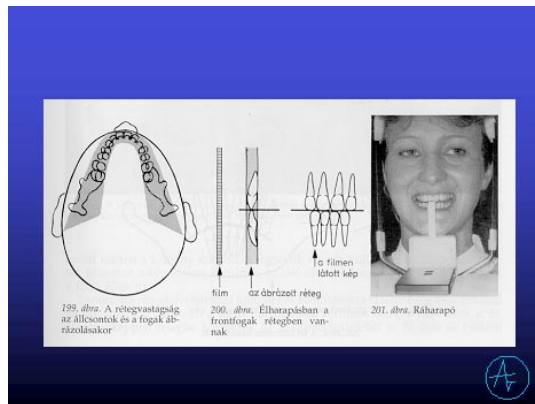 a filmen
látott kép
film
az ábrázolt réteg
199. ábra. A rétegvastagság
az állcsontok és a fogak áb-
rázolásakor
200. ábra. Élharapásban a
frontfogak rétegben van-
nak
201. ábra. Ráharapó